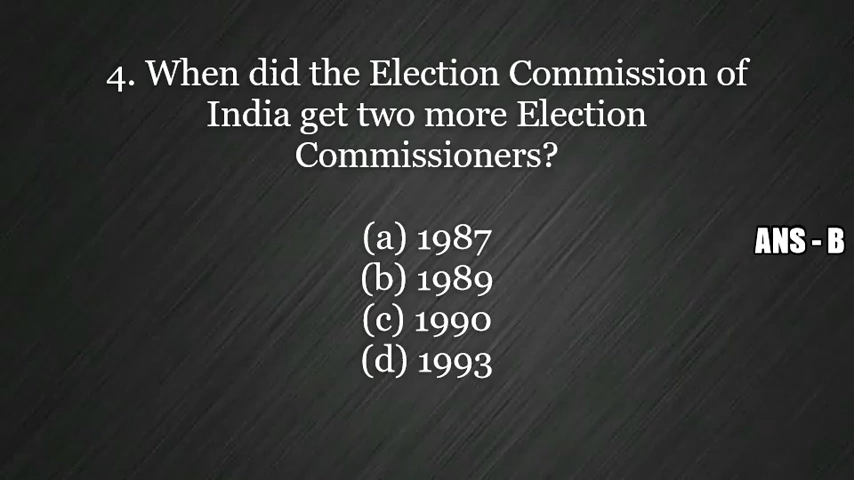 4. When did the Election Commission of
India get two more Election
Commissioners?
(a) 1987
(b) 1989
(c) 1990
(d) 1993
ANS - B